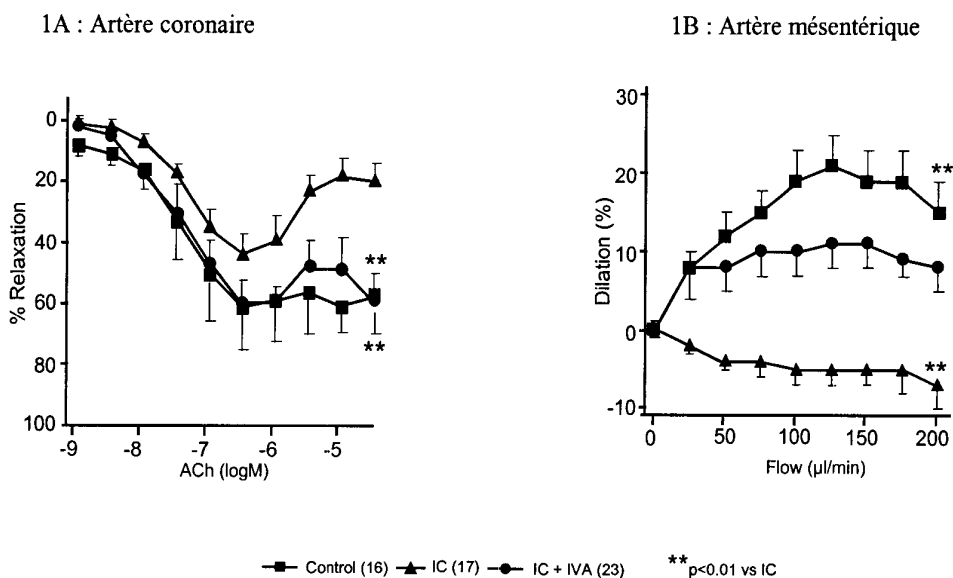 1A : Artère coronaire
1B : Artère mésentérique
% Relaxation
0
20
40
60
80
100
**
**
-9
-8
-7
-6
-5
ACh (logM)
Dilation (%)
30
20
10
0
-10
**
**
0
50
100
150
200
Flow (µl/min)
Control (16)
IC (17)
IC + IVA (23)
**p<0.01 vs IC